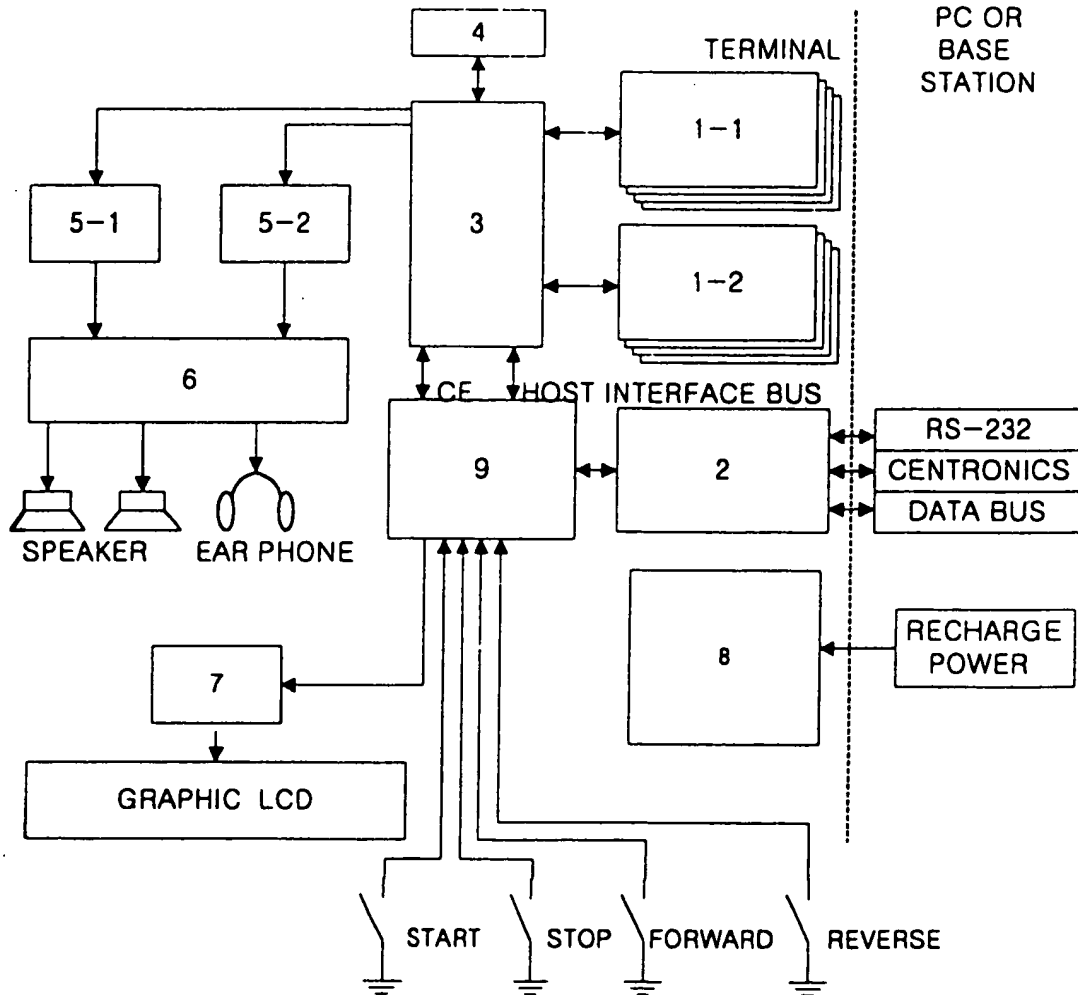 4
TERMINAL
PC OR
BASE
STATION
1-1
5-1
5-2
3
1-2
6
CE
HOST INTERFACE BUS
9
2
RS-232
CENTRONICS
DATA BUS
SPEAKER
EAR PHONE
7
8
RECHARGE
POWER
GRAPHIC LCD
START
STOP
FORWARD
REVERSE